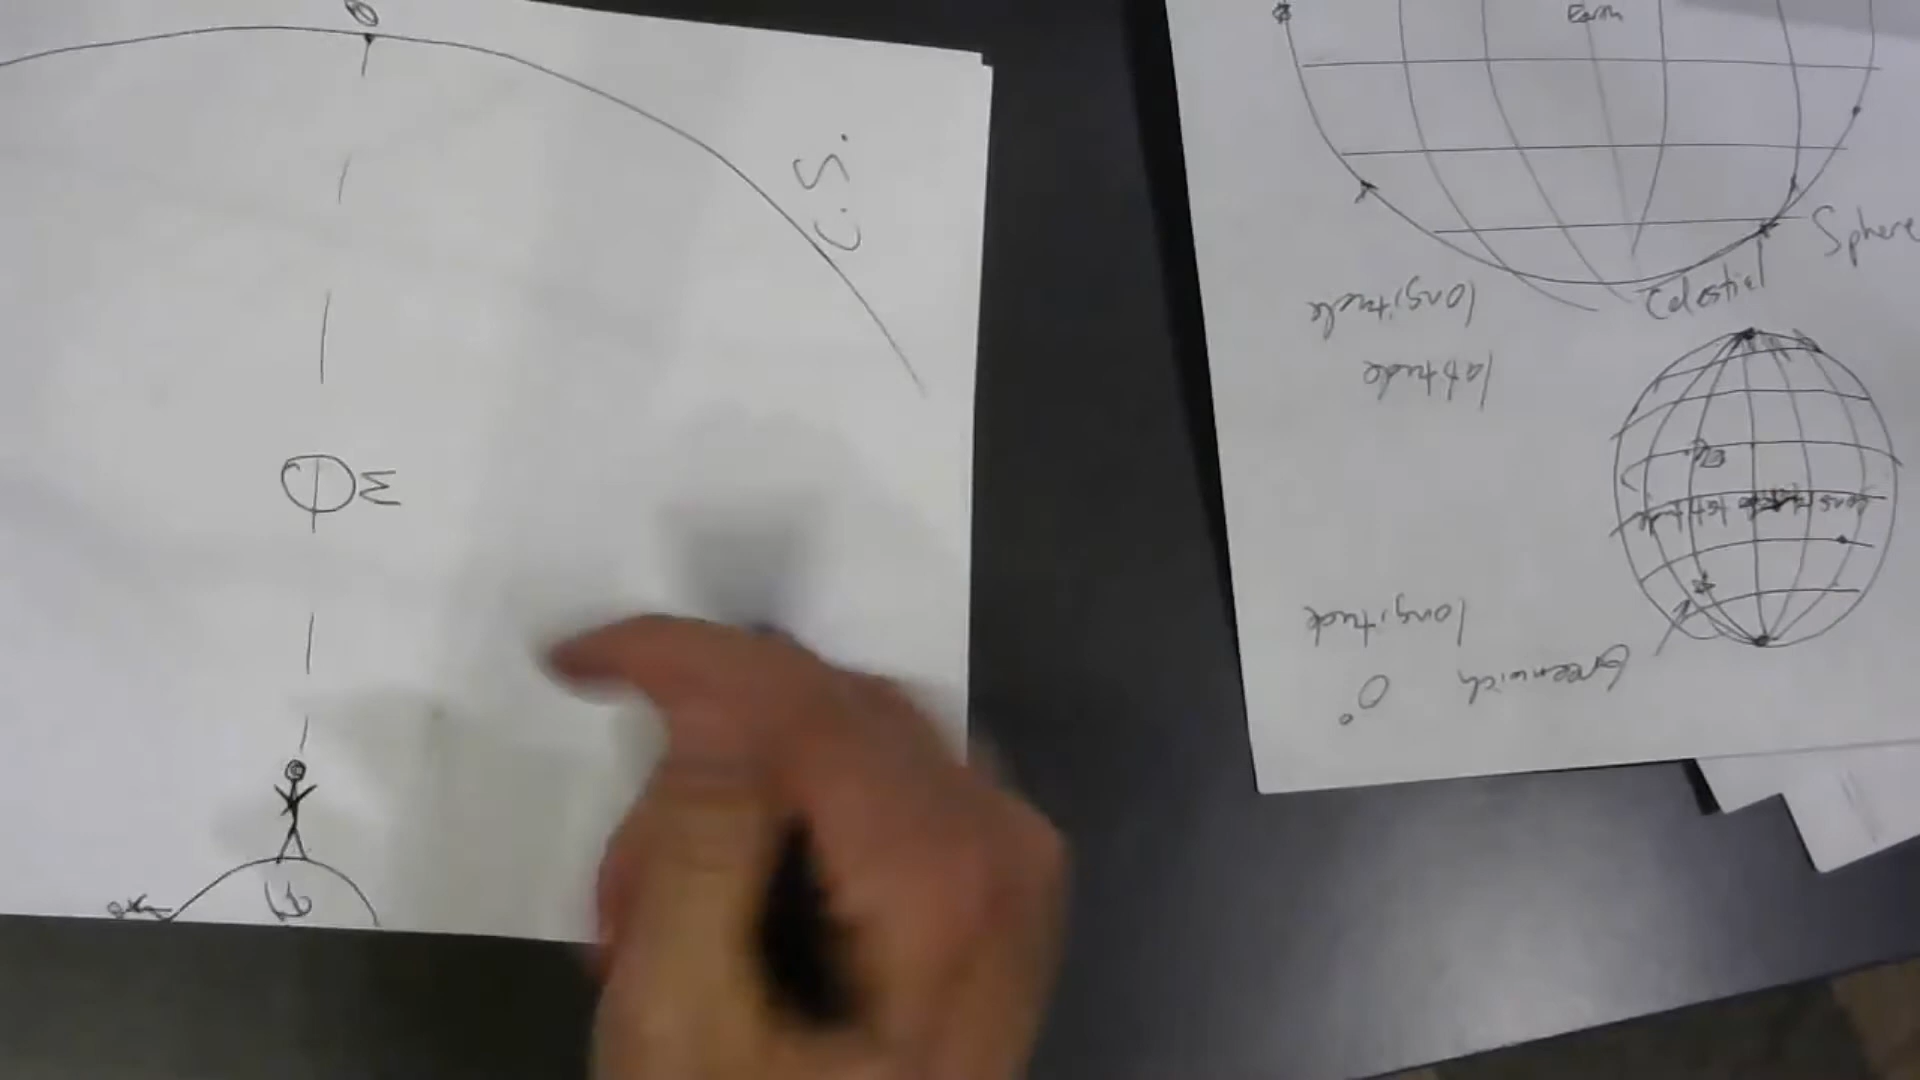 C.S.
M
E
Earth
Celestial
Sphere
longitude
latitude
Greenwich
0°
longitude